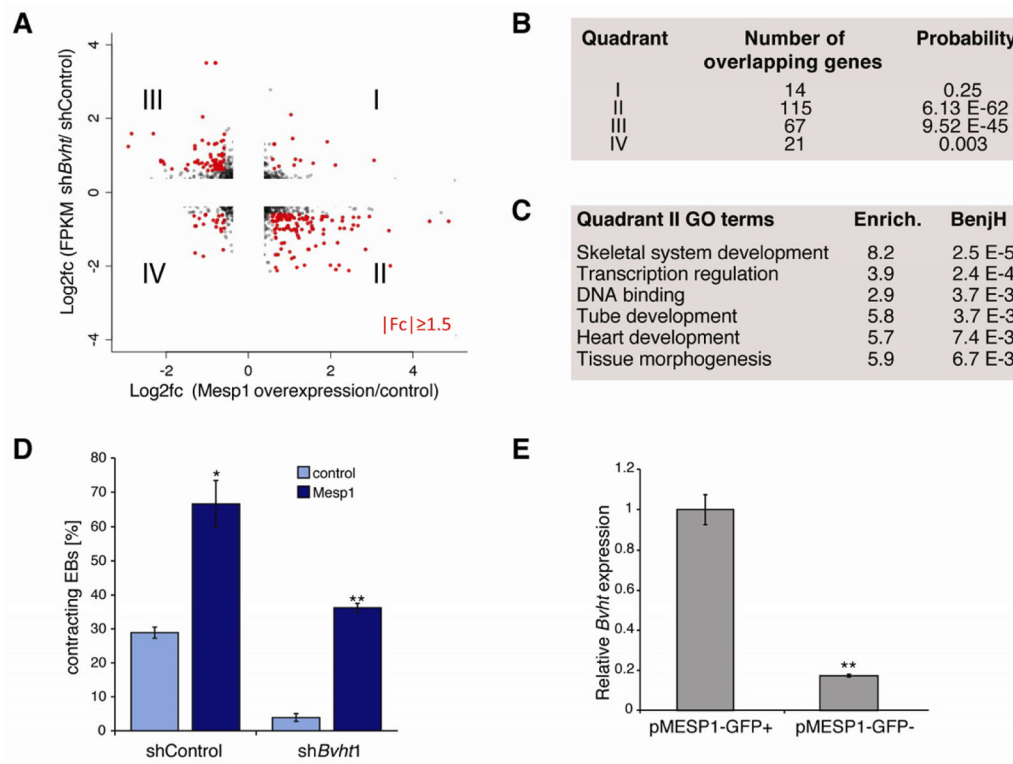 A
Log2fc (FPKM shBvht/ shControl)
4
2
0
-2
-4
III
I
IV
II
|Fc|≥1.5
-2
0
2
4
Log2fc (Mesp1 overexpression/control)
B
Quadrant Number of Probability
overlapping genes
I 14 0.25
II 115 6.13 E-62
III 67 9.52 E-45
IV 21 0.003
C
Quadrant II GO terms Enrich. BenjH
Skeletal system development 8.2 2.5 E-5
Transcription regulation 3.9 2.4 E-4
DNA binding 2.9 3.7 E-3
Tube development 5.8 3.7 E-3
Heart development 5.7 7.4 E-3
Tissue morphogenesis 5.9 6.7 E-3
D
contracting EBs [%]
80
70
60
50
40
30
20
10
0
*
**
control
Mesp1
shControl shBvht1
E
Relative Bvht expression
1.2
1
0.8
0.6
0.4
0.2
0
**
pMESP1-GFP+ pMESP1-GFP-